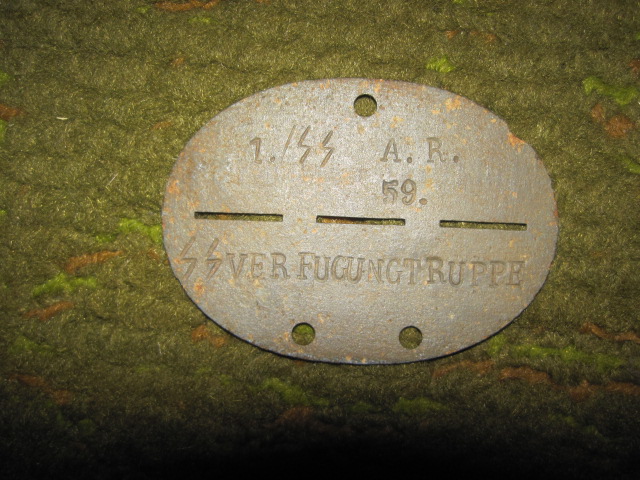 1./ᛋᛋ A. R.
59.
ᛋᛋVERFUGUNGTRUPPE